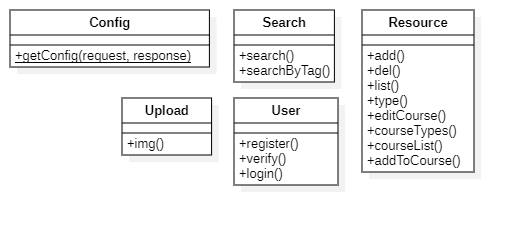 Config
+getConfig(request, response)
Search
+search()
+searchByTag()
Resource
+add()
+del()
+list()
+type()
+editCourse()
+courseTypes()
+courseList()
+addToCourse()
Upload
+img()
User
+register()
+verify()
+login()